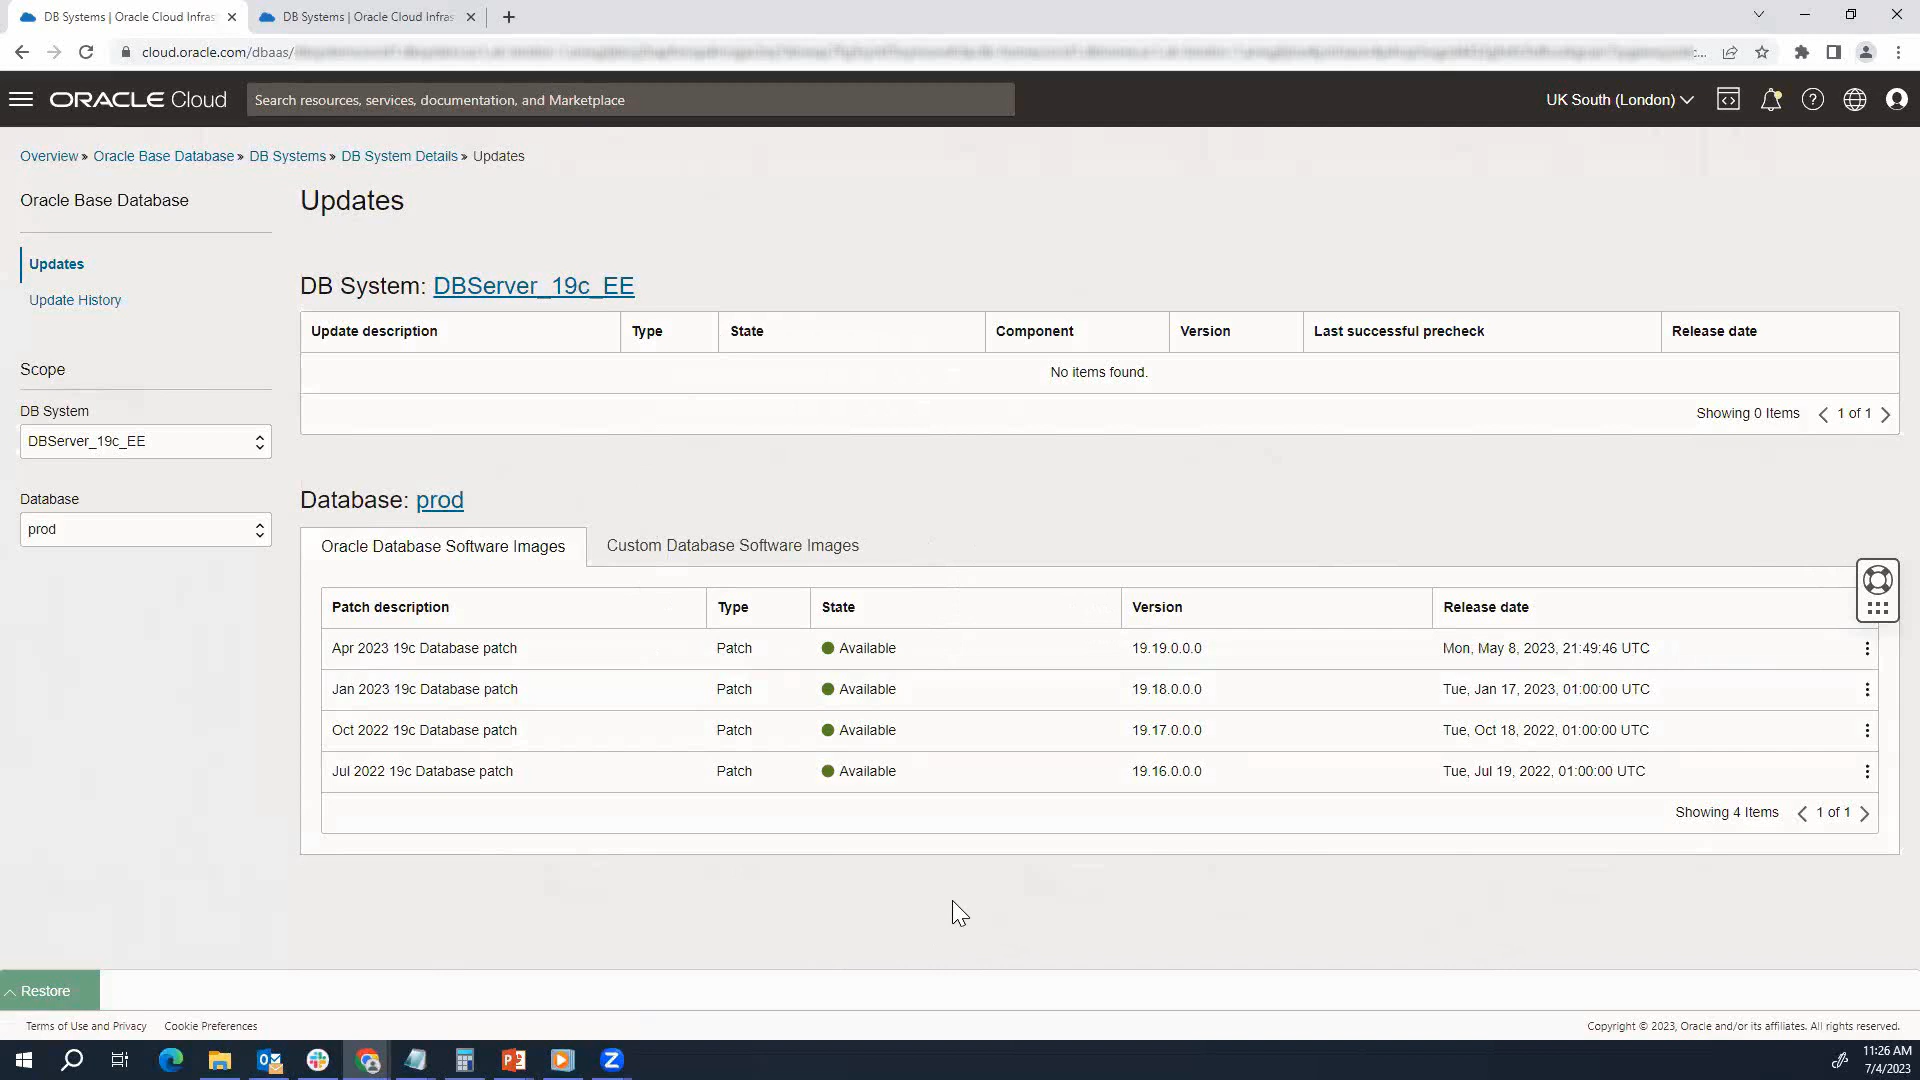 DB Systems | Oracle Cloud Infras
DB Systems | Oracle Cloud Infras
cloud.oracle.com/dbaas/
ORACLE Cloud
Search resources, services, documentation, and Marketplace
UK South (London)
Overview » Oracle Base Database » DB Systems » DB System Details » Updates
Oracle Base Database
Updates
Update History
Scope
DB System
DBServer_19c_EE
Database
prod
Updates
DB System: DBServer_19c_EE
Update description Type State Component Version Last successful precheck Release date
No items found.
Showing 0 Items 1 of 1
Database: prod
Oracle Database Software Images Custom Database Software Images
Patch description Type State Version Release date
Apr 2023 19c Database patch Patch Available 19.19.0.0.0 Mon, May 8, 2023, 21:49:46 UTC
Jan 2023 19c Database patch Patch Available 19.18.0.0.0 Tue, Jan 17, 2023, 01:00:00 UTC
Oct 2022 19c Database patch Patch Available 19.17.0.0.0 Tue, Oct 18, 2022, 01:00:00 UTC
Jul 2022 19c Database patch Patch Available 19.16.0.0.0 Tue, Jul 19, 2022, 01:00:00 UTC
Showing 4 Items 1 of 1
Restore
Terms of Use and Privacy Cookie Preferences
Copyright © 2023, Oracle and/or its affiliates. All rights reserved.
11:26 AM
7/4/2023